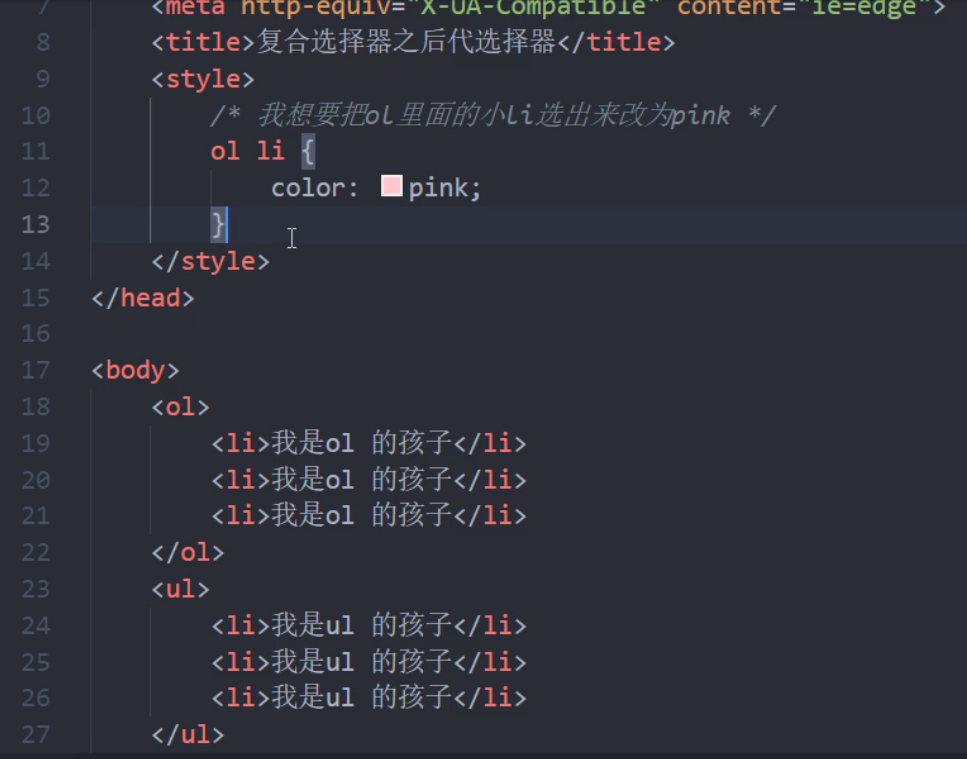 7 <meta http-equiv="X-UA-Compatible" content="ie=edge">
8 <title>复合选择器之后代选择器</title>
9 <style>
10 /* 我想要把ol里面的小li选出来改为pink */
11 ol li {
12 color: pink;
13 }
14 </style>
15 </head>
16
17 <body>
18 <ol>
19 <li>我是ol 的孩子</li>
20 <li>我是ol 的孩子</li>
21 <li>我是ol 的孩子</li>
22 </ol>
23 <ul>
24 <li>我是ul 的孩子</li>
25 <li>我是ul 的孩子</li>
26 <li>我是ul 的孩子</li>
27 </ul>